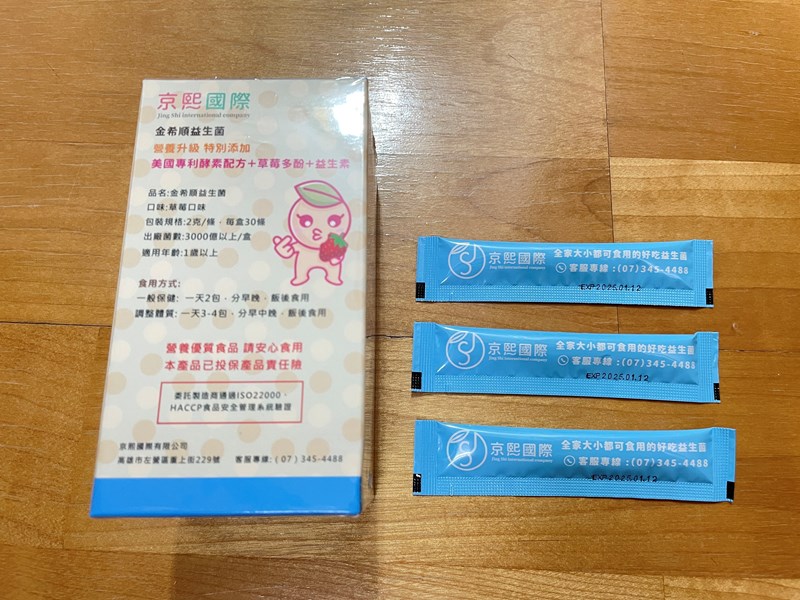 京熙國際
Jing Shi international company
金希順益生菌
營養升級 特別添加
美國專利酵素配方+草莓多酚+益生素
品名:金希順益生菌
口味:草莓口味
包裝規格:2克/條,每盒30條
出廠菌數:3000億以上/盒
適用年齡:1歲以上
食用方式:
一般保健: 一天2包,分早晚,飯後食用
調整體質: 一天3-4包,分早中晚,飯後食用
營養優質食品 請安心食用
本產品已投保產品責任險
委託製造商通過ISO22000、
HACCP食品安全管理系統驗證
京熙國際有限公司
高雄市左營區重上街229號 客服專線:(07)345-4488
京熙國際
Jing Shi international company
全家大小都可食用的好吃益生菌
客服專線:(07)345-4488
EXP2025.01.12
京熙國際
Jing Shi international company
全家大小都可食用的好吃益生菌
客服專線:(07)345-4488
EXP2025.01.12
京熙國際
Jing Shi international company
全家大小都可食用的好吃益生菌
客服專線:(07)345-4488
EXP2025.01.12